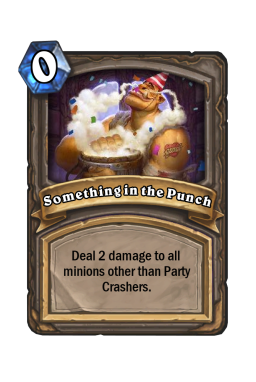 0
Something in the Punch
Deal 2 damage to all
minions other than Party
Crashers.